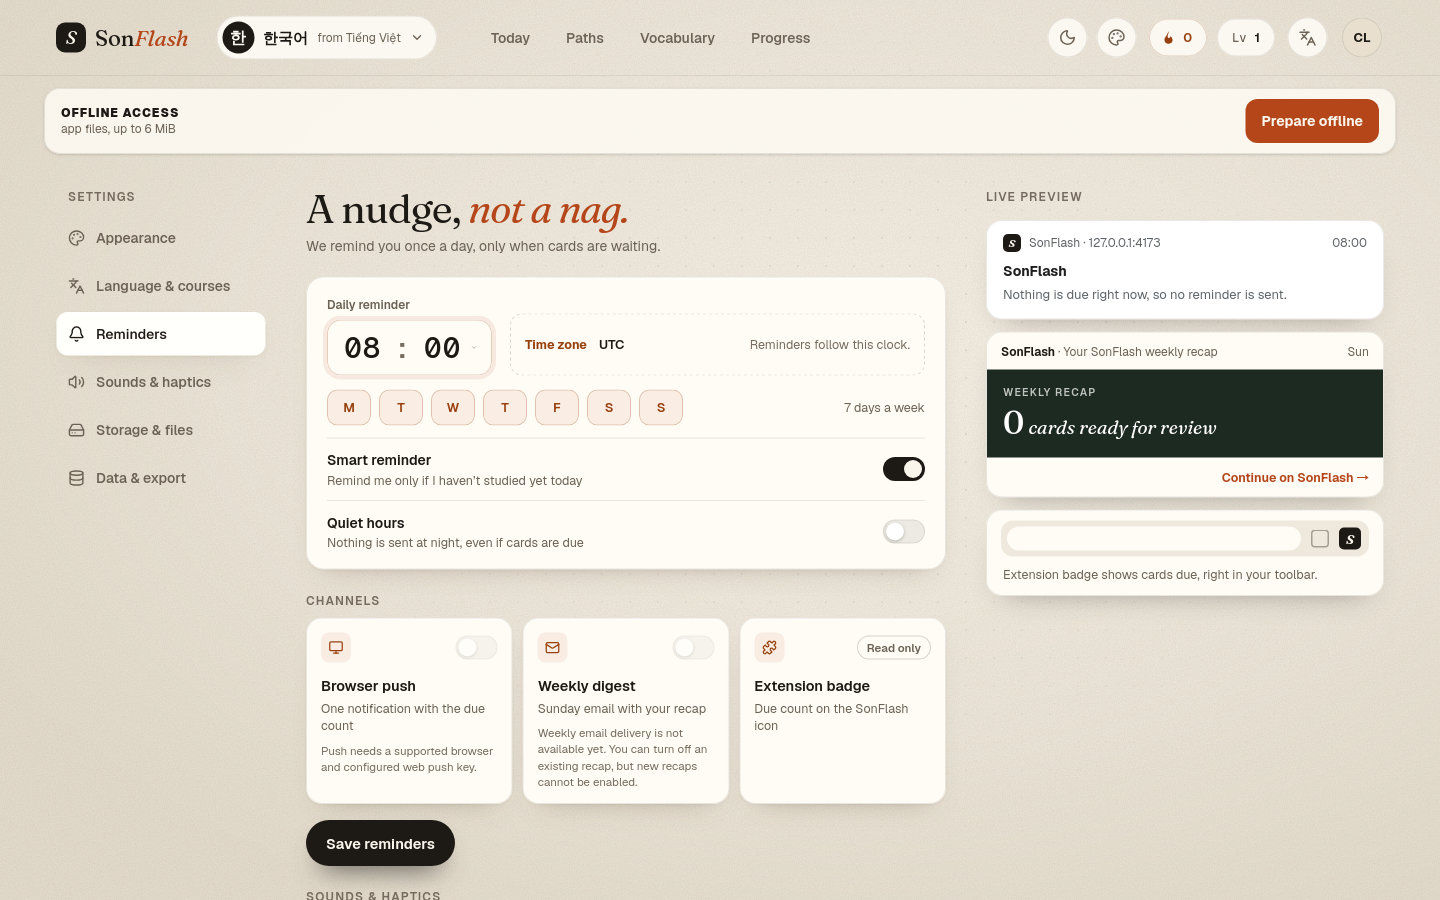 S SonFlash
한 한국어 from Tiếng Việt
Today Paths Vocabulary Progress
0
Lv 1
CL
OFFLINE ACCESS
app files, up to 6 MiB
Prepare offline
SETTINGS
Appearance
Language & courses
Reminders
Sounds & haptics
Storage & files
Data & export
A nudge, not a nag.
We remind you once a day, only when cards are waiting.
Daily reminder
08 : 00
Time zone UTC Reminders follow this clock.
M T W T F S S 7 days a week
Smart reminder
Remind me only if I haven’t studied yet today
Quiet hours
Nothing is sent at night, even if cards are due
CHANNELS
Browser push
One notification with the due
count
Push needs a supported browser
and configured web push key.
Weekly digest
Sunday email with your recap
Weekly email delivery is not
available yet. You can turn off an
existing recap, but new recaps
cannot be enabled.
Read only
Extension badge
Due count on the SonFlash
icon
Save reminders
SOUNDS & HAPTICS
LIVE PREVIEW
S SonFlash · 127.0.0.1:4173 08:00
SonFlash
Nothing is due right now, so no reminder is sent.
SonFlash · Your SonFlash weekly recap Sun
WEEKLY RECAP
0 cards ready for review
Continue on SonFlash →
S
Extension badge shows cards due, right in your toolbar.